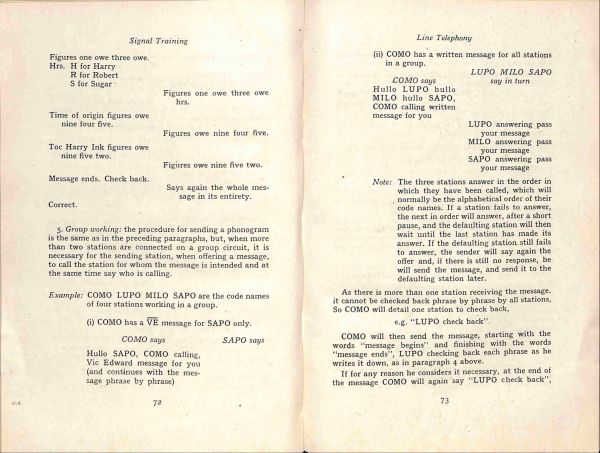 Signal Training
Figures one owe three owe.
Hrs. H for Harry
R for Robert
S for Sugar
Figures one owe three owe
hrs.
Time of origin figures owe
nine four five.
Figures owe nine four five.
Toc Harry Ink figures owe
nine five two.
Figures owe nine five two.
Message ends. Check back.
Says again the whole mes-
sage in its entirety.
Correct.
5. Group working: the procedure for sending a phonogram
is the same as in the preceding paragraphs, but, when more
than two stations are connected on a group circuit, it is
necessary for the sending station, when offering a message,
to call the station for whom the message is intended and at
the same time say who is calling.
Example: COMO LUPO MILO SAPO are the code names
of four stations working in a group.
(i) COMO has a V̅E̅ message for SAPO only.
COMO says SAPO says
Hullo SAPO, COMO calling,
Vic Edward message for you
(and continues with the mes-
sage phrase by phrase)
72
Line Telephony
(ii) COMO has a written message for all stations
in a group.
LUPO MILO SAPO
COMO says say in turn
Hullo LUPO hullo
MILO hullo SAPO,
COMO calling written
message for you
LUPO answering pass
your message
MILO answering pass
your message
SAPO answering pass
your message
Note: The three stations answer in the order in
which they have been called, which will
normally be the alphabetical order of their
code names. If a station fails to answer,
the next in order will answer, after a short
pause, and the defaulting station will then
wait until the last station has made its
answer. If the defaulting station still fails
to answer, the sender will say again the
offer and, if there is still no response, he
will send the message, and send it to the
defaulting station later.
As there is more than one station receiving the message.
it cannot be checked back phrase by phrase by all stations,
So COMO will detail one station to check back,
e.g. "LUPO check back".
COMO will then send the message, starting with the
words "message begins" and finishing with the words
"message ends", LUPO checking back each phrase as he
writes it down, as in paragraph 4 above.
If for any reason he considers it necessary, at the end of
the message COMO will again say "LUPO check back",
73